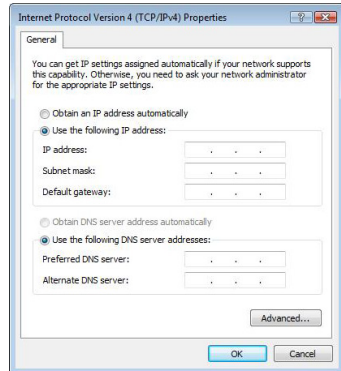 Internet Protocol Version 4 (TCP/IPv4) Properties
General
You can get IP settings assigned automatically if your network supports
this capability. Otherwise, you need to ask your network administrator
for the appropriate IP settings.
Obtain an IP address automatically
Use the following IP address:
IP address:
Subnet mask:
Default gateway:
Obtain DNS server address automatically
Use the following DNS server addresses:
Preferred DNS server:
Alternate DNS server:
Advanced...
OK Cancel